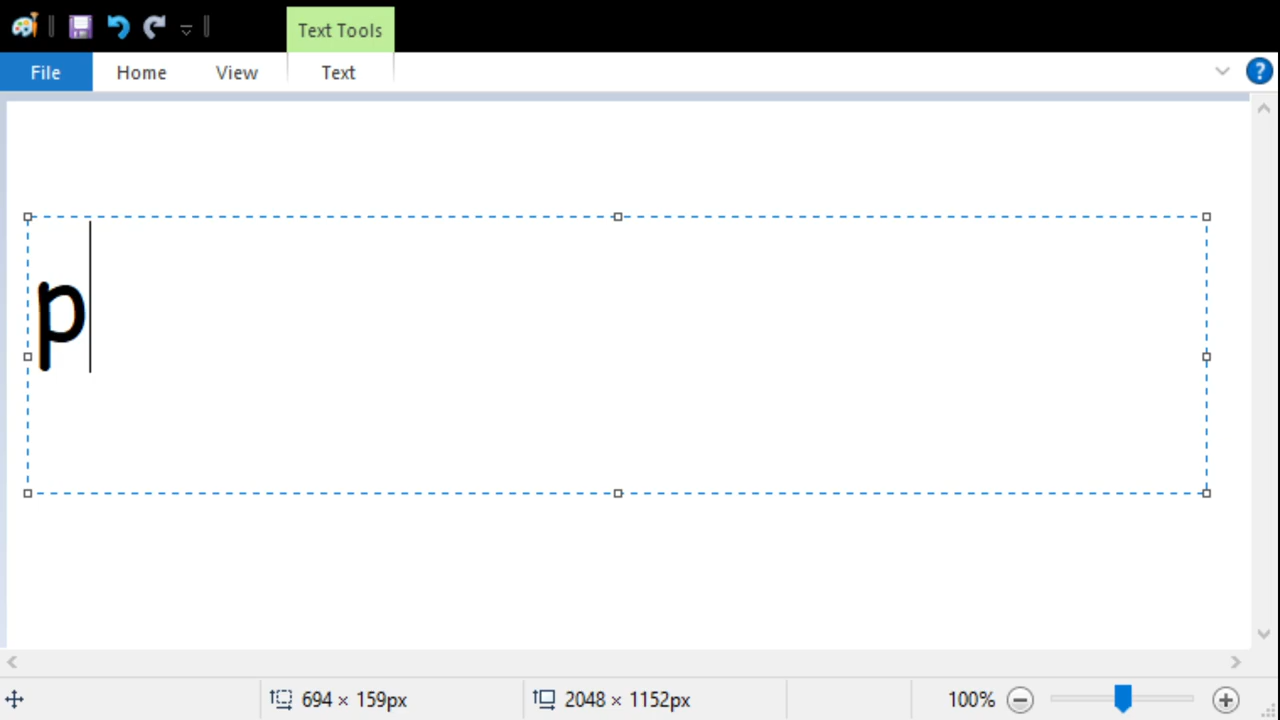 Text Tools
File Home View Text
p
694 × 159px 2048 × 1152px 100%